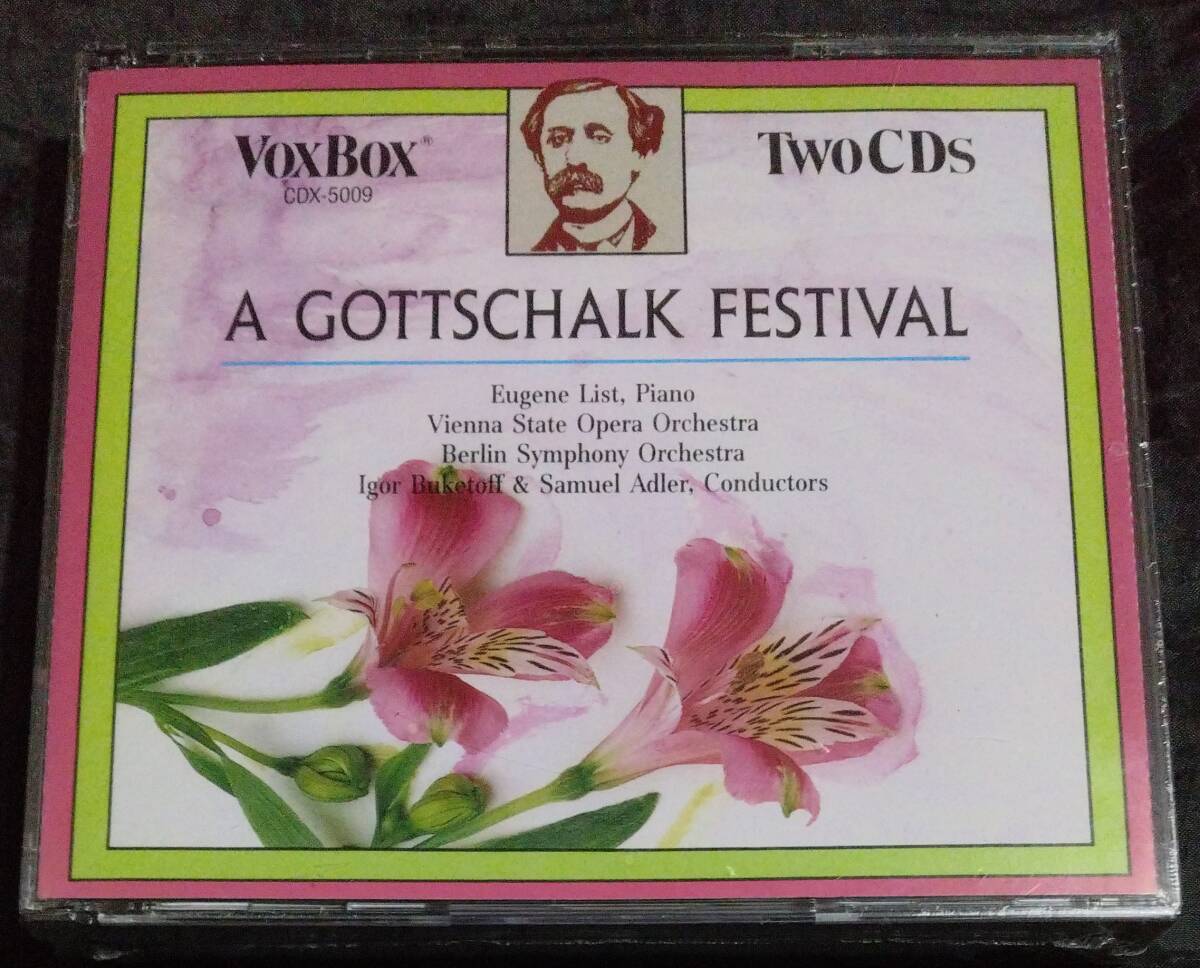 VOXBOX®
CDX-5009
TWO CDS
A GOTTSCHALK FESTIVAL
Eugene List, Piano
Vienna State Opera Orchestra
Berlin Symphony Orchestra
Igor Buketoff & Samuel Adler, Conductors